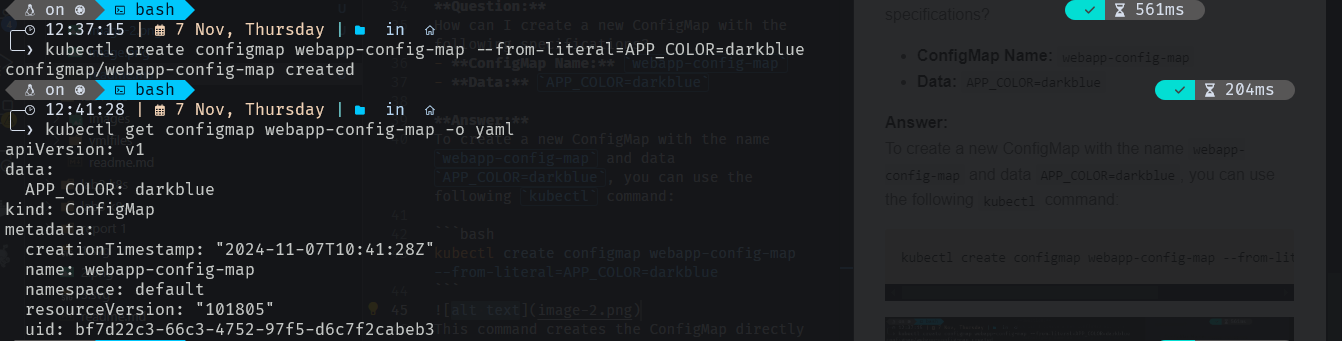 on bash
12:37:15 | 7 Nov, Thursday | in
561ms
kubectl create configmap webapp-config-map --from-literal=APP_COLOR=darkblue
configmap/webapp-config-map created
on bash
12:41:28 | 7 Nov, Thursday | in
204ms
kubectl get configmap webapp-config-map -o yaml
apiVersion: v1
data:
  APP_COLOR: darkblue
kind: ConfigMap
metadata:
  creationTimestamp: "2024-11-07T10:41:28Z"
  name: webapp-config-map
  namespace: default
  resourceVersion: "101805"
  uid: bf7d22c3-66c3-4752-97f5-d6c7f2cabeb3
**Question:**
How can I create a new ConfigMap with the
- **ConfigMap Name:** `webapp-config-map`
- **Data:** `APP_COLOR=darkblue`
**Answer:**
To create a new ConfigMap with the name
`webapp-config-map` and data
`APP_COLOR=darkblue`, you can use the
following `kubectl` command:
```bash
kubectl create configmap webapp-config-map
--from-literal=APP_COLOR=darkblue
```
44
45
![alt text](image-2.png)
This command creates the ConfigMap directly
specifications?
• ConfigMap Name: webapp-config-map
• Data: APP_COLOR=darkblue
Answer:
To create a new ConfigMap with the name webapp-
config-map and data APP_COLOR=darkblue, you can use
the following kubectl command:
kubectl create configmap webapp-config-map --from-lit